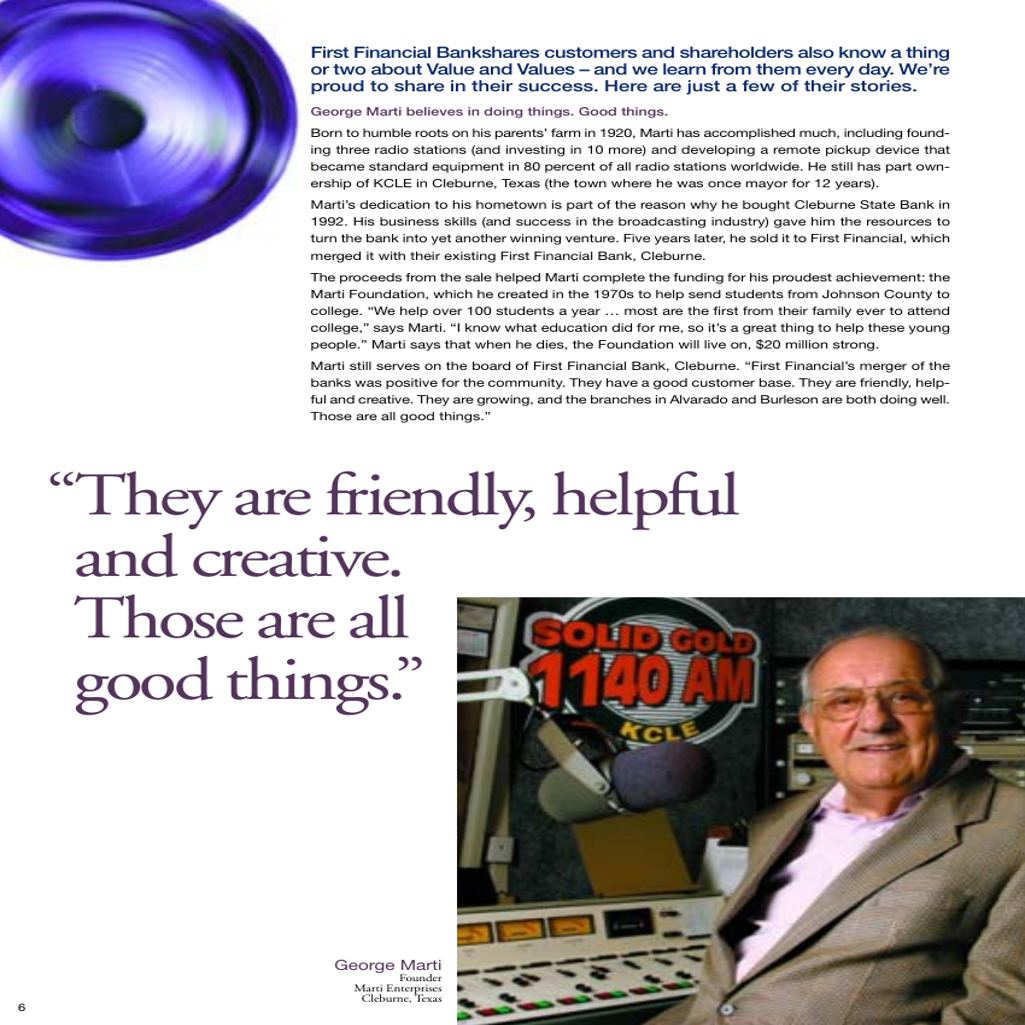 First Financial Bankshares customers and shareholders also know a thing
or two about Value and Values – and we learn from them every day. We're
proud to share in their success. Here are just a few of their stories.
George Marti believes in doing things. Good things.
Born to humble roots on his parents' farm in 1920, Marti has accomplished much, including found-
ing three radio stations (and investing in 10 more) and developing a remote pickup device that
became standard equipment in 80 percent of all radio stations worldwide. He still has part own-
ership of KCLE in Cleburne, Texas (the town where he was once mayor for 12 years).
Marti's dedication to his hometown is part of the reason why he bought Cleburne State Bank in
1992. His business skills (and success in the broadcasting industry) gave him the resources to
turn the bank into yet another winning venture. Five years later, he sold it to First Financial, which
merged it with their existing First Financial Bank, Cleburne.
The proceeds from the sale helped Marti complete the funding for his proudest achievement: the
Marti Foundation, which he created in the 1970s to help send students from Johnson County to
college. “We help over 100 students a year … most are the first from their family ever to attend
college,” says Marti. “I know what education did for me, so it's a great thing to help these young
people.” Marti says that when he dies, the Foundation will live on, $20 million strong.
Marti still serves on the board of First Financial Bank, Cleburne. “First Financial's merger of the
banks was positive for the community. They have a good customer base. They are friendly, help-
ful and creative. They are growing, and the branches in Alvarado and Burleson are both doing well.
Those are all good things.”
“They are friendly, helpful
and creative.
Those are all
good things.”
SOLID GOLD
1140 AM
KCLE
George Marti
Founder
Marti Enterprises
Cleburne, Texas
6